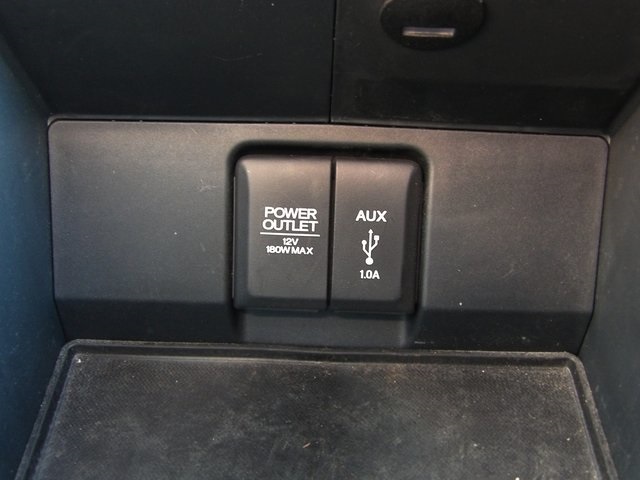 POWER
OUTLET
12V
180W MAX
AUX
1.0A